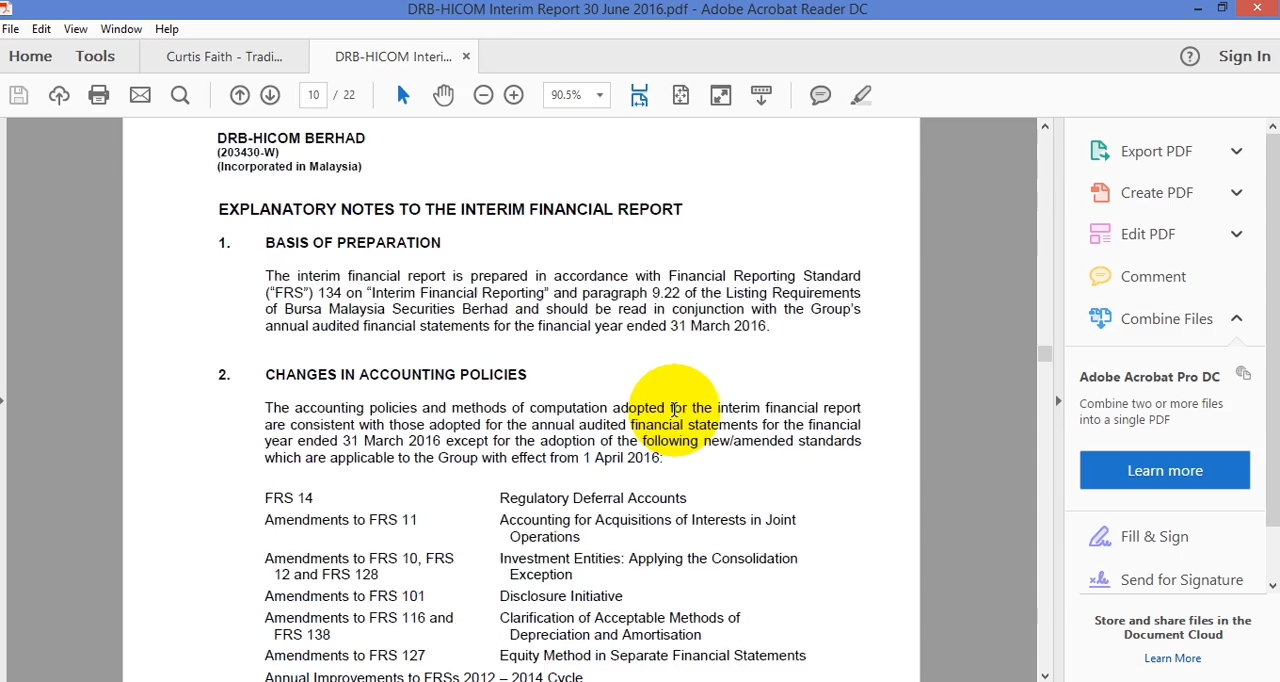 DRB-HICOM Interim Report 30 June 2016.pdf - Adobe Acrobat Reader DC
File Edit View Window Help
Home Tools Curtis Faith - Tradi... DRB-HICOM Interi... × ? Sign In
10 / 22 90.5%
DRB-HICOM BERHAD
(203430-W)
(Incorporated in Malaysia)
EXPLANATORY NOTES TO THE INTERIM FINANCIAL REPORT
1. BASIS OF PREPARATION
The interim financial report is prepared in accordance with Financial Reporting Standard
(“FRS”) 134 on “Interim Financial Reporting” and paragraph 9.22 of the Listing Requirements
of Bursa Malaysia Securities Berhad and should be read in conjunction with the Group’s
annual audited financial statements for the financial year ended 31 March 2016.
2. CHANGES IN ACCOUNTING POLICIES
The accounting policies and methods of computation adopted for the interim financial report
are consistent with those adopted for the annual audited financial statements for the financial
year ended 31 March 2016 except for the adoption of the following new/amended standards
which are applicable to the Group with effect from 1 April 2016:
FRS 14 Regulatory Deferral Accounts
Amendments to FRS 11 Accounting for Acquisitions of Interests in Joint
Operations
Amendments to FRS 10, FRS Investment Entities: Applying the Consolidation
12 and FRS 128 Exception
Amendments to FRS 101 Disclosure Initiative
Amendments to FRS 116 and Clarification of Acceptable Methods of
FRS 138 Depreciation and Amortisation
Amendments to FRS 127 Equity Method in Separate Financial Statements
Annual Improvements to FRSs 2012 – 2014 Cycle
Export PDF
Create PDF
Edit PDF
Comment
Combine Files
Adobe Acrobat Pro DC
Combine two or more files
into a single PDF
Learn more
Fill & Sign
Send for Signature
Store and share files in the
Document Cloud
Learn More